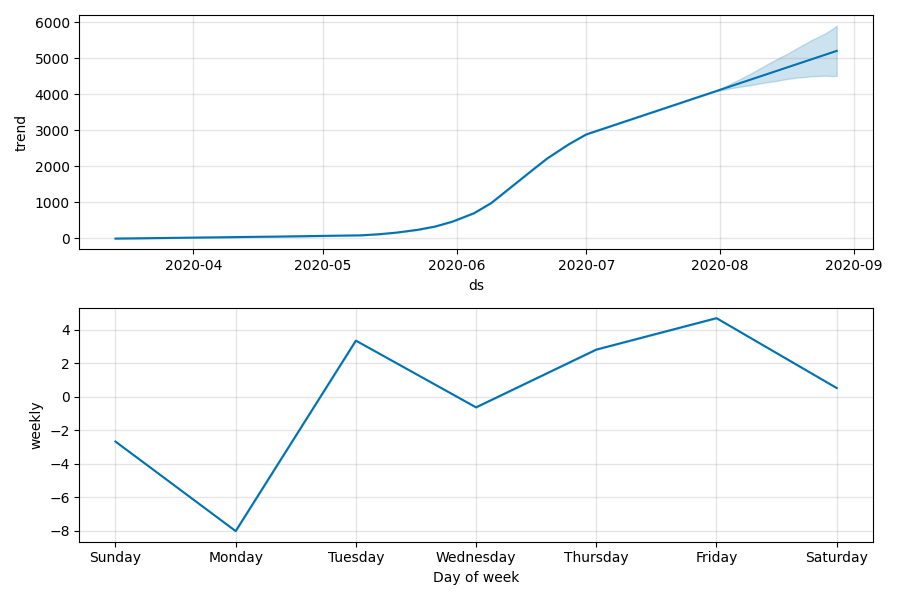 6000
5000
4000
3000
2000
1000
0
trend
2020-04 2020-05 2020-06 2020-07 2020-08 2020-09
ds
4
2
0
−2
−4
−6
−8
weekly
Sunday Monday Tuesday Wednesday Thursday Friday Saturday
Day of week